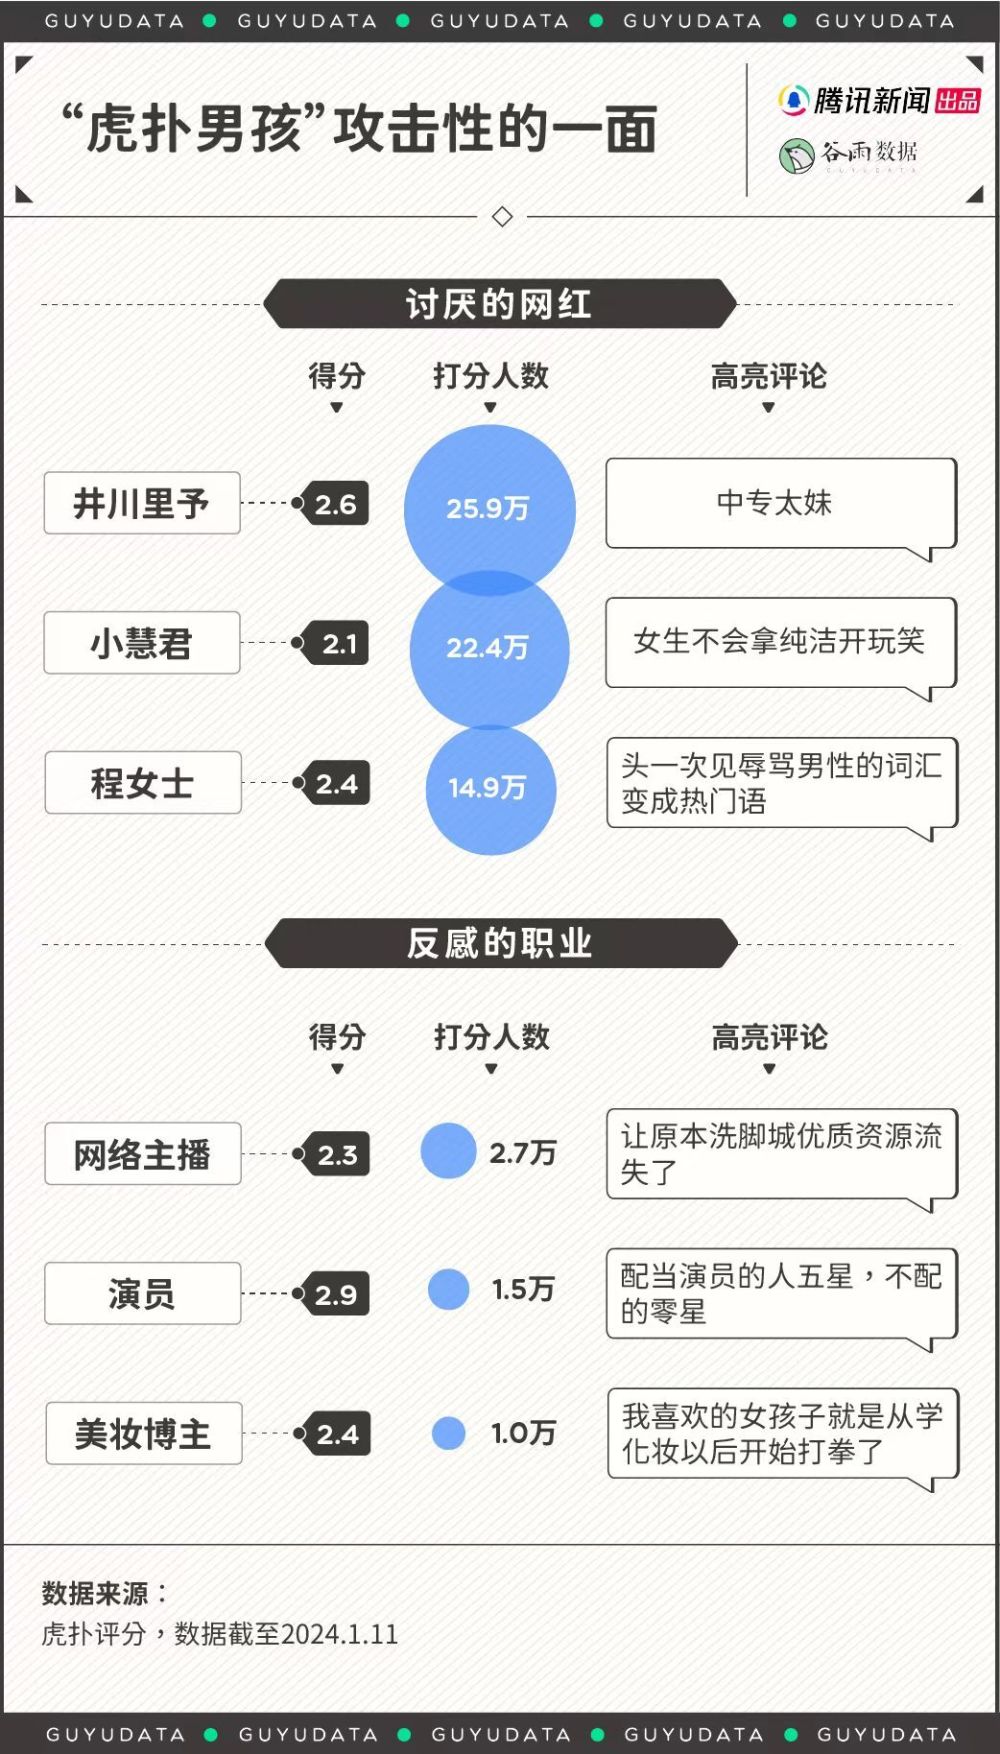 GUYUDATA ● GUYUDATA ● GUYUDATA ● GUYUDATA ● GUYUDATA
“虎扑男孩”攻击性的一面
腾讯新闻 出品
谷雨数据
GUYUDATA
讨厌的网红
得分 打分人数 高亮评论
井川里予 2.6 25.9万 中专太妹
小慧君 2.1 22.4万 女生不会拿纯洁开玩笑
程女士 2.4 14.9万 头一次见辱骂男性的词汇
变成热门语
反感的职业
得分 打分人数 高亮评论
网络主播 2.3 2.7万 让原本洗脚城优质资源流
失了
演员 2.9 1.5万 配当演员的人五星，不配
的零星
美妆博主 2.4 1.0万 我喜欢的女孩子就是从学
化妆以后开始打拳了
数据来源：
虎扑评分，数据截至2024.1.11
GUYUDATA ● GUYUDATA ● GUYUDATA ● GUYUDATA ● GUYUDATA